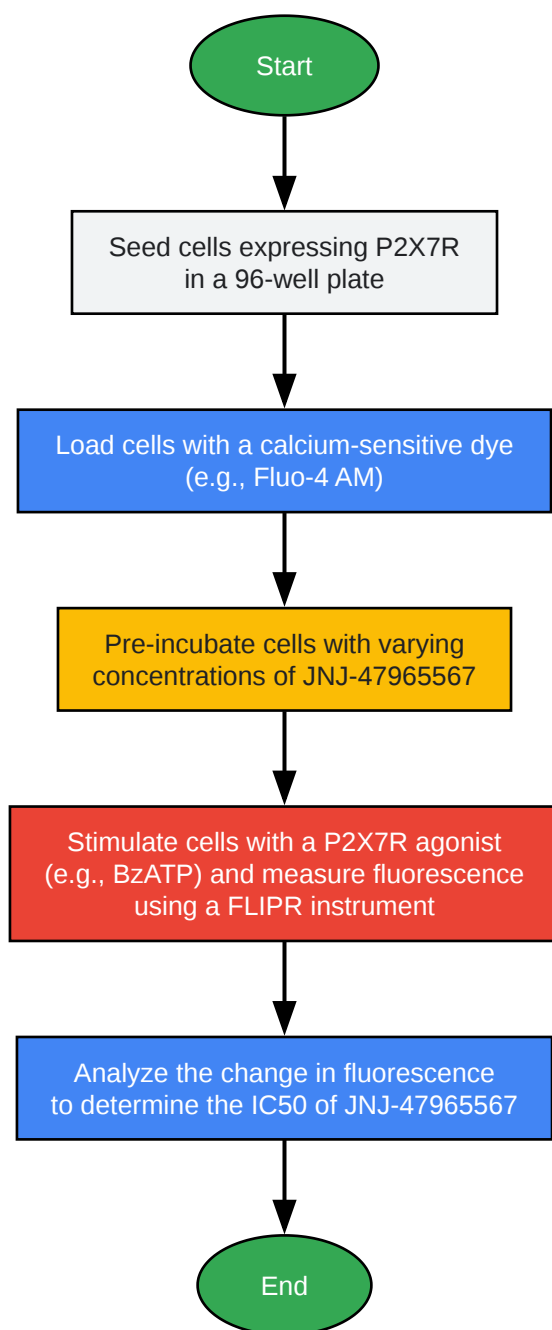 Start
Seed cells expressing P2X7R
in a 96-well plate
Load cells with a calcium-sensitive dye
(e.g., Fluo-4 AM)
Pre-incubate cells with varying
concentrations of JNJ-47965567
Stimulate cells with a P2X7R agonist
(e.g., BzATP) and measure fluorescence
using a FLIPR instrument
Analyze the change in fluorescence
to determine the IC50 of JNJ-47965567
End